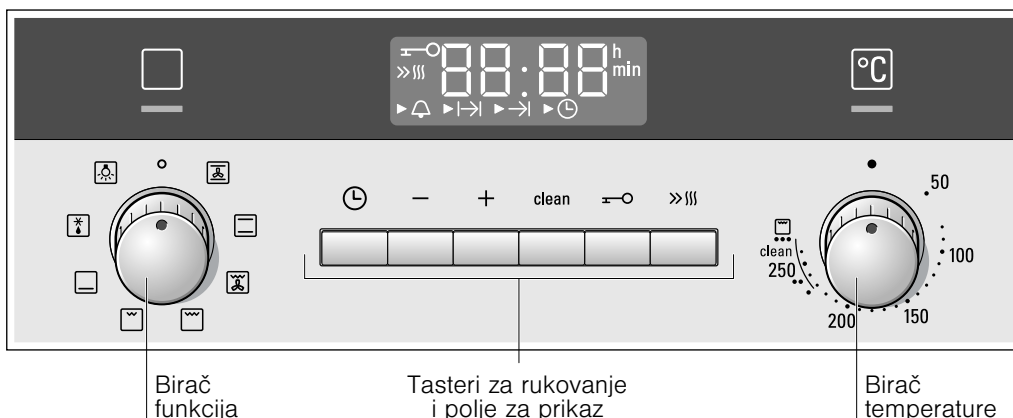 °C
88:88 h
min
clean
50
100
150
200
250
clean
Birač
funkcija
Tasteri za rukovanje
i polje za prikaz
Birač
temperature